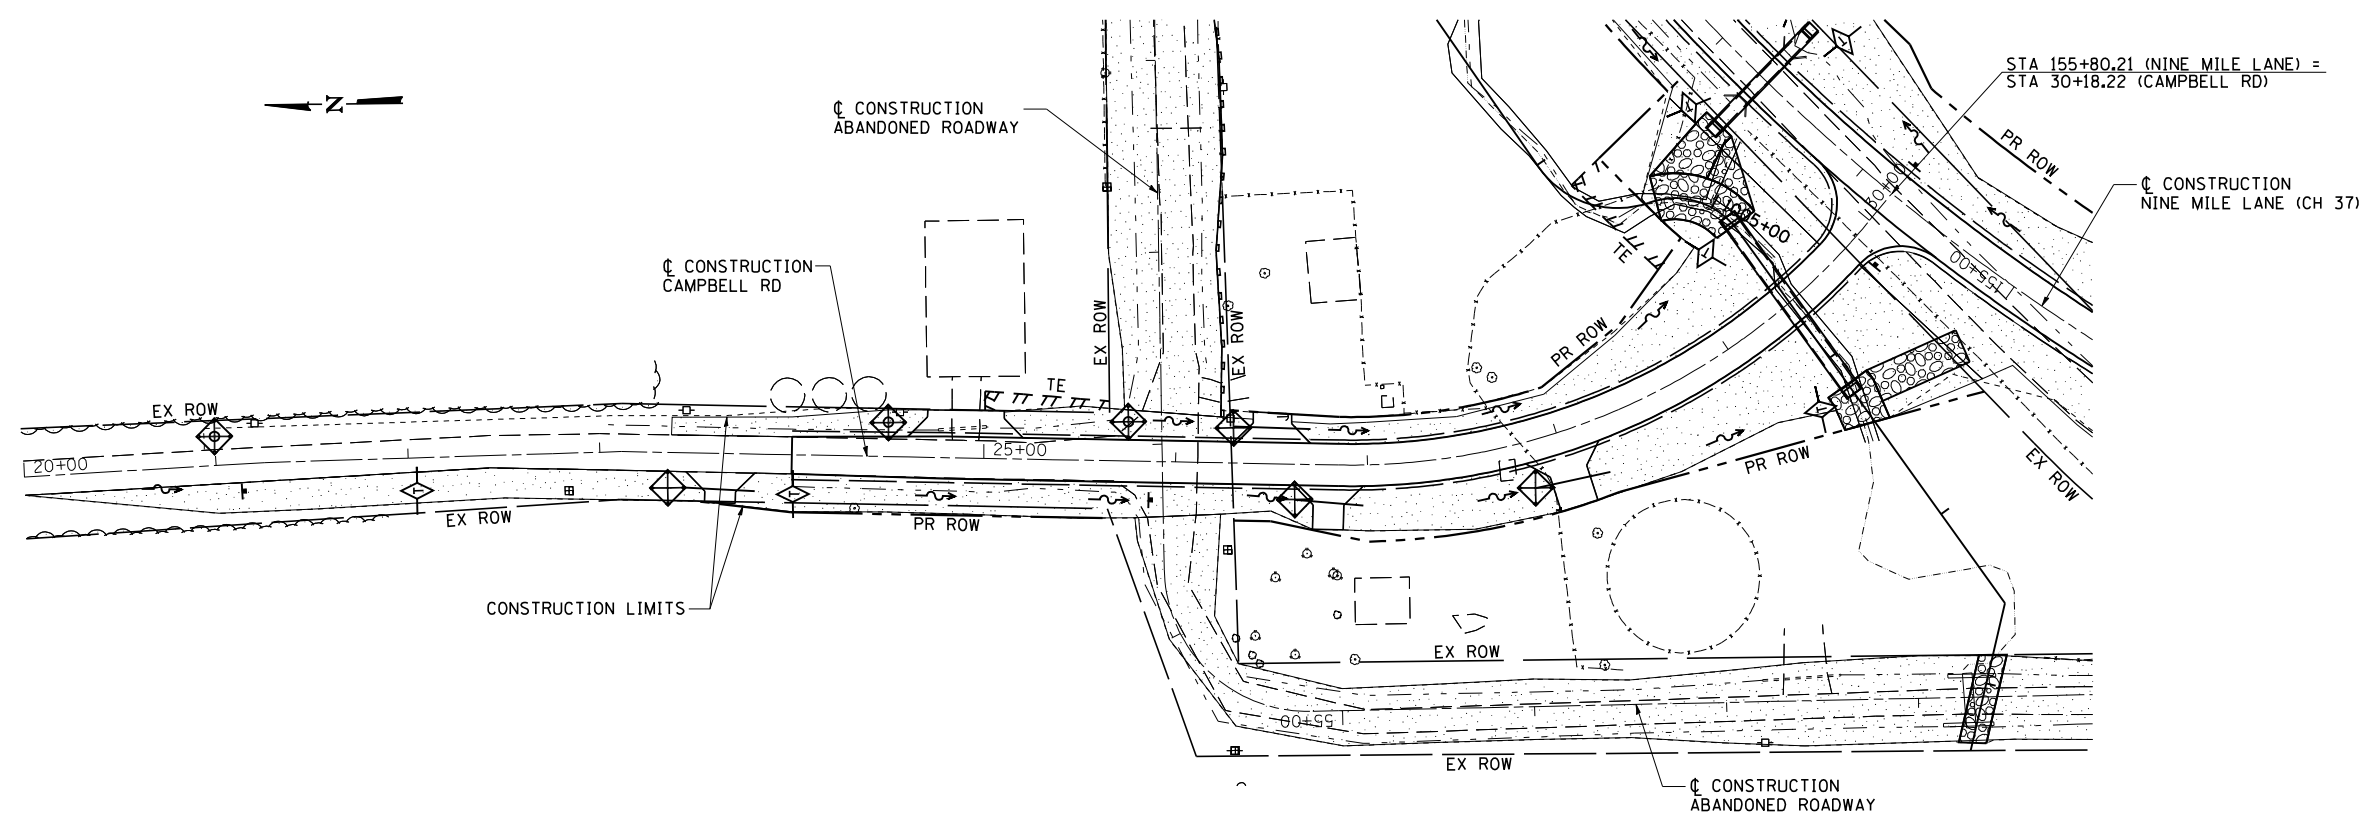 STA 155+80.21 (NINE MILE LANE) =
STA 30+18.22 (CAMPBELL RD)
N
℄ CONSTRUCTION
ABANDONED ROADWAY
PR ROW
℄ CONSTRUCTION
NINE MILE LANE (CH 37)
30+00
TE
℄ CONSTRUCTION
CAMPBELL RD
155+00
EX ROW
EX ROW
PR ROW
TE
EX ROW
20+00
25+00
PR ROW
EX ROW
EX ROW
PR ROW
CONSTRUCTION LIMITS
EX ROW
55+00
EX ROW
℄ CONSTRUCTION
ABANDONED ROADWAY